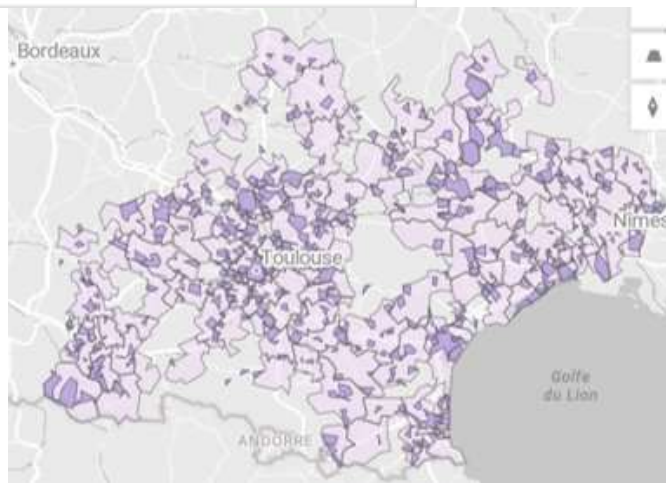 Bordeaux
Nîmes
Toulouse
Golfe
du Lion
ANDORRE